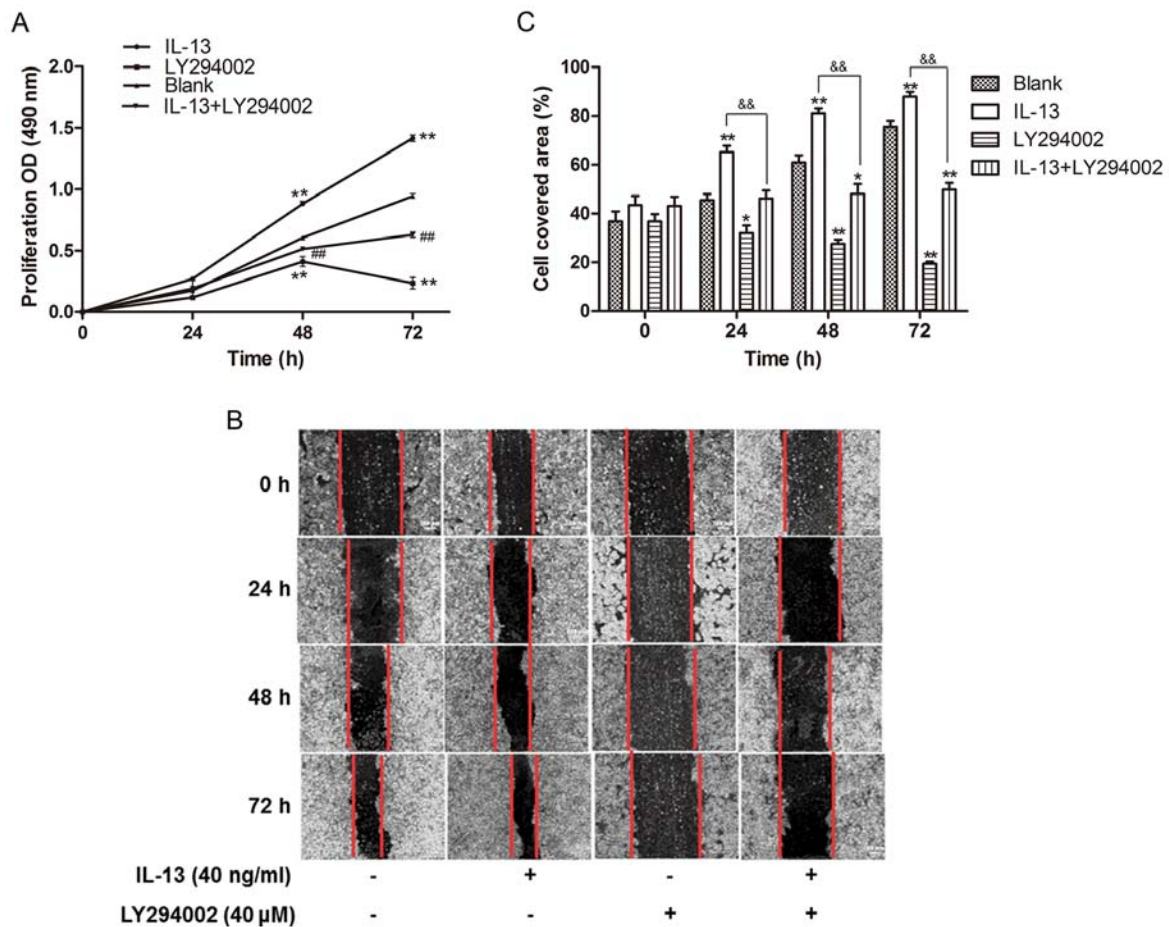 A
IL-13
LY294002
Blank
IL-13+LY294002
Proliferation OD (490 nm)
2.0
1.5
1.0
0.5
0.0
**
**
##
##
**
**
0 24 48 72
Time (h)
C
Cell covered area (%)
100
80
60
40
20
0
&& && &&
** ** **
* ** * ** **
0 24 48 72
Time (h)
Blank
IL-13
LY294002
IL-13+LY294002
B
0 h
24 h
48 h
72 h
IL-13 (40 ng/ml) - + - +
LY294002 (40 µM) - - + +